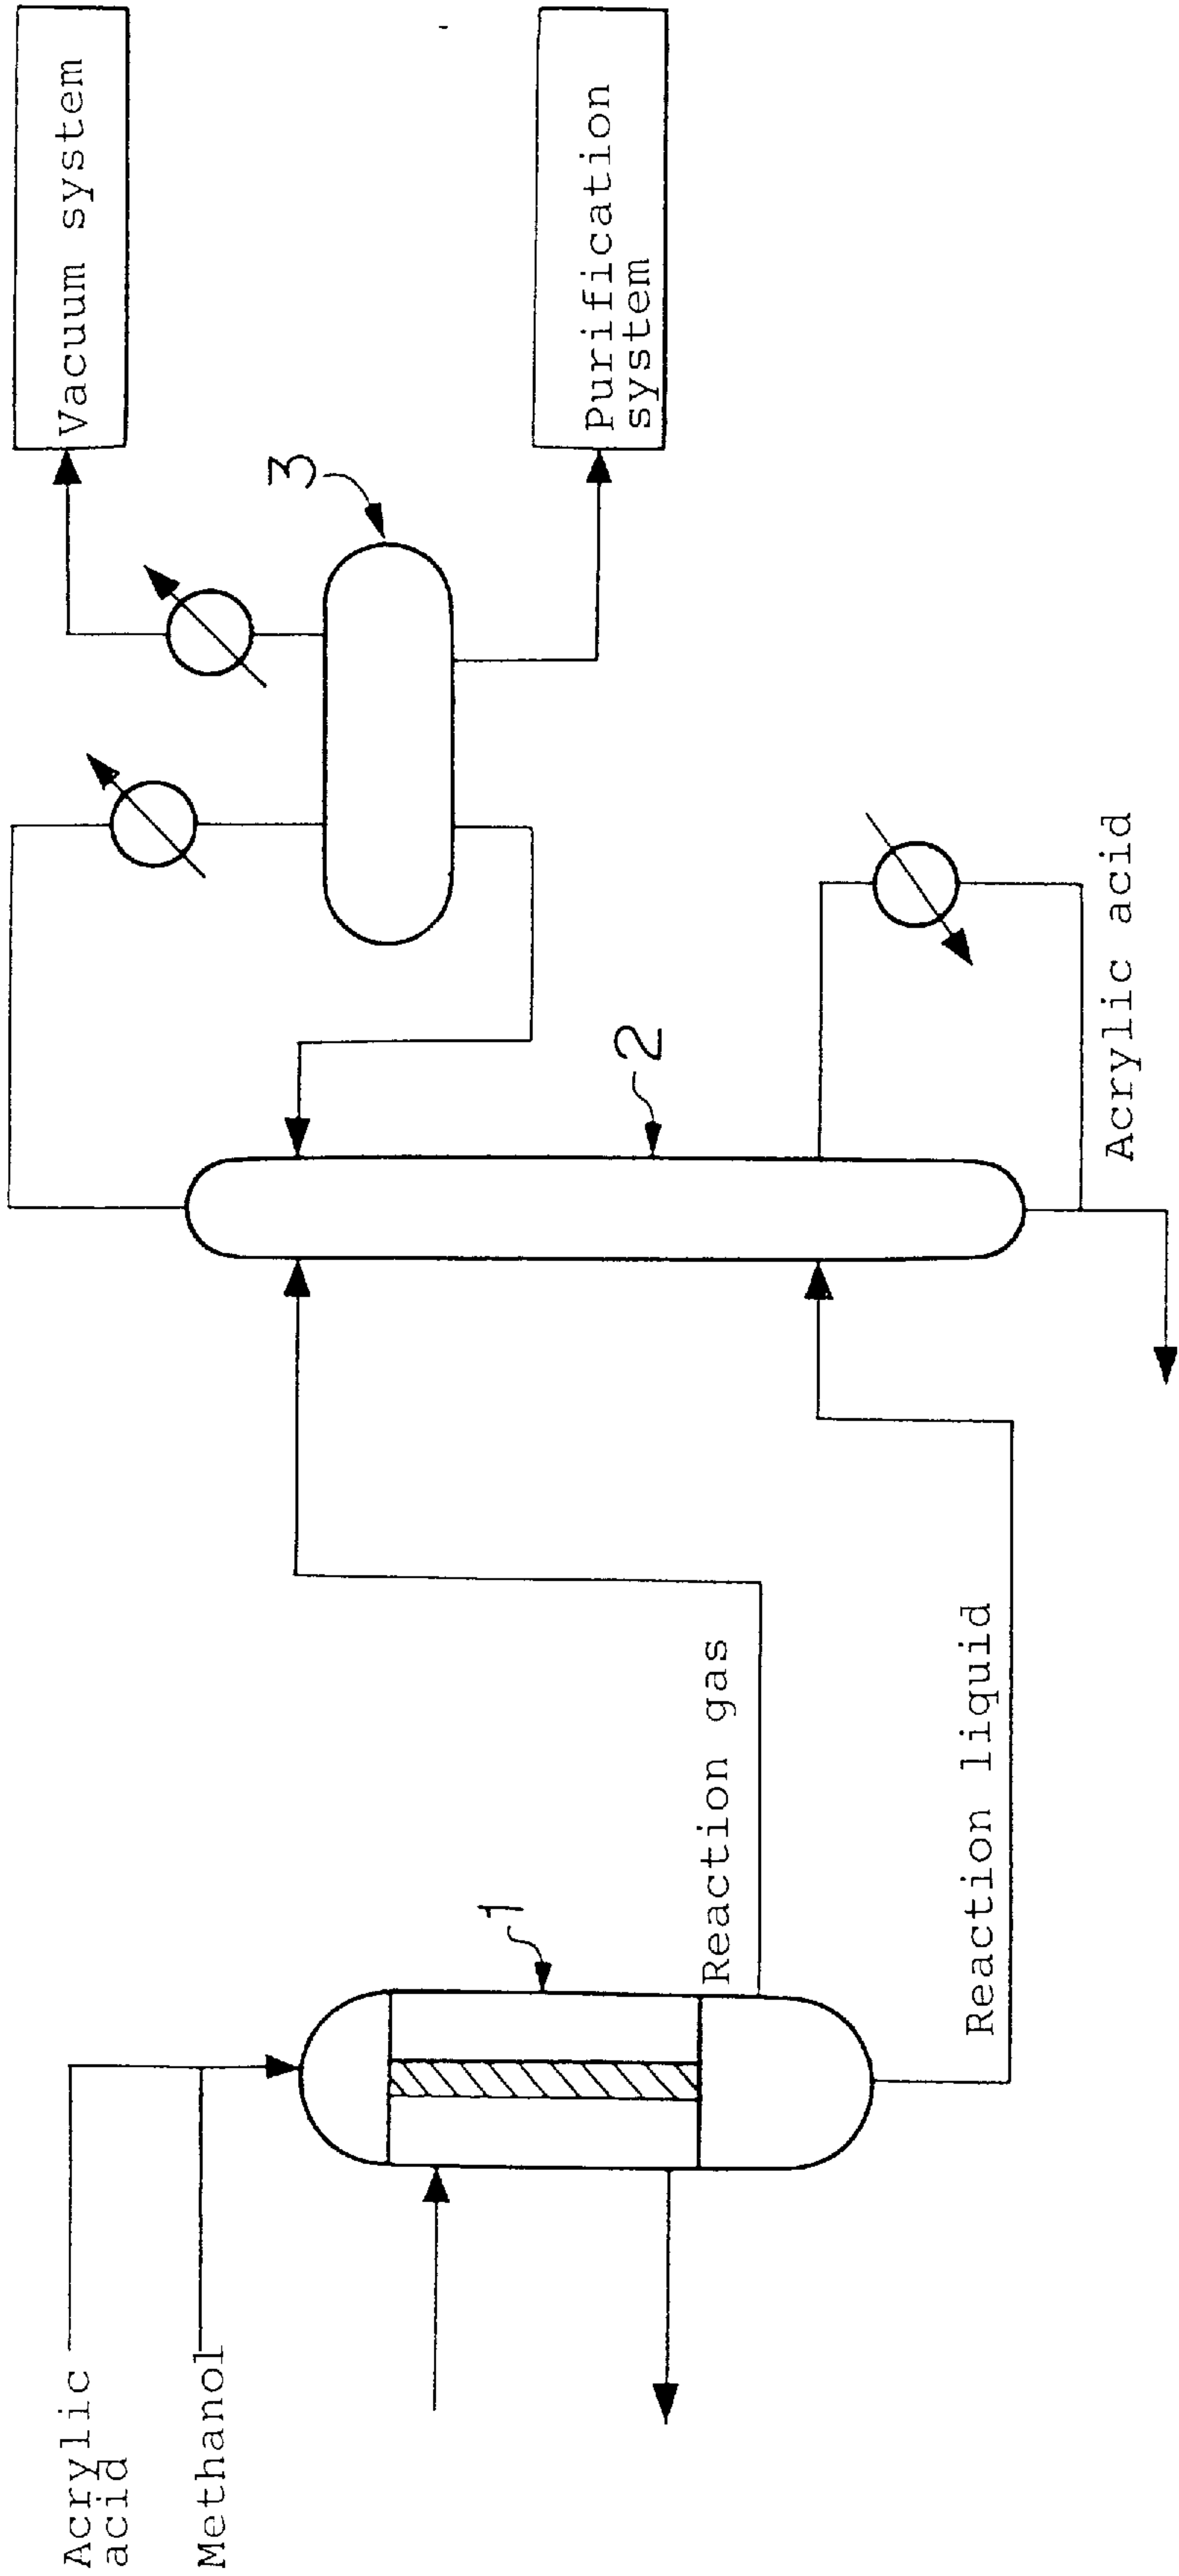 Acrylic
acid
Methanol
1
Reaction gas
Reaction liquid
2
Acrylic acid
3
Vacuum system
Purification
system